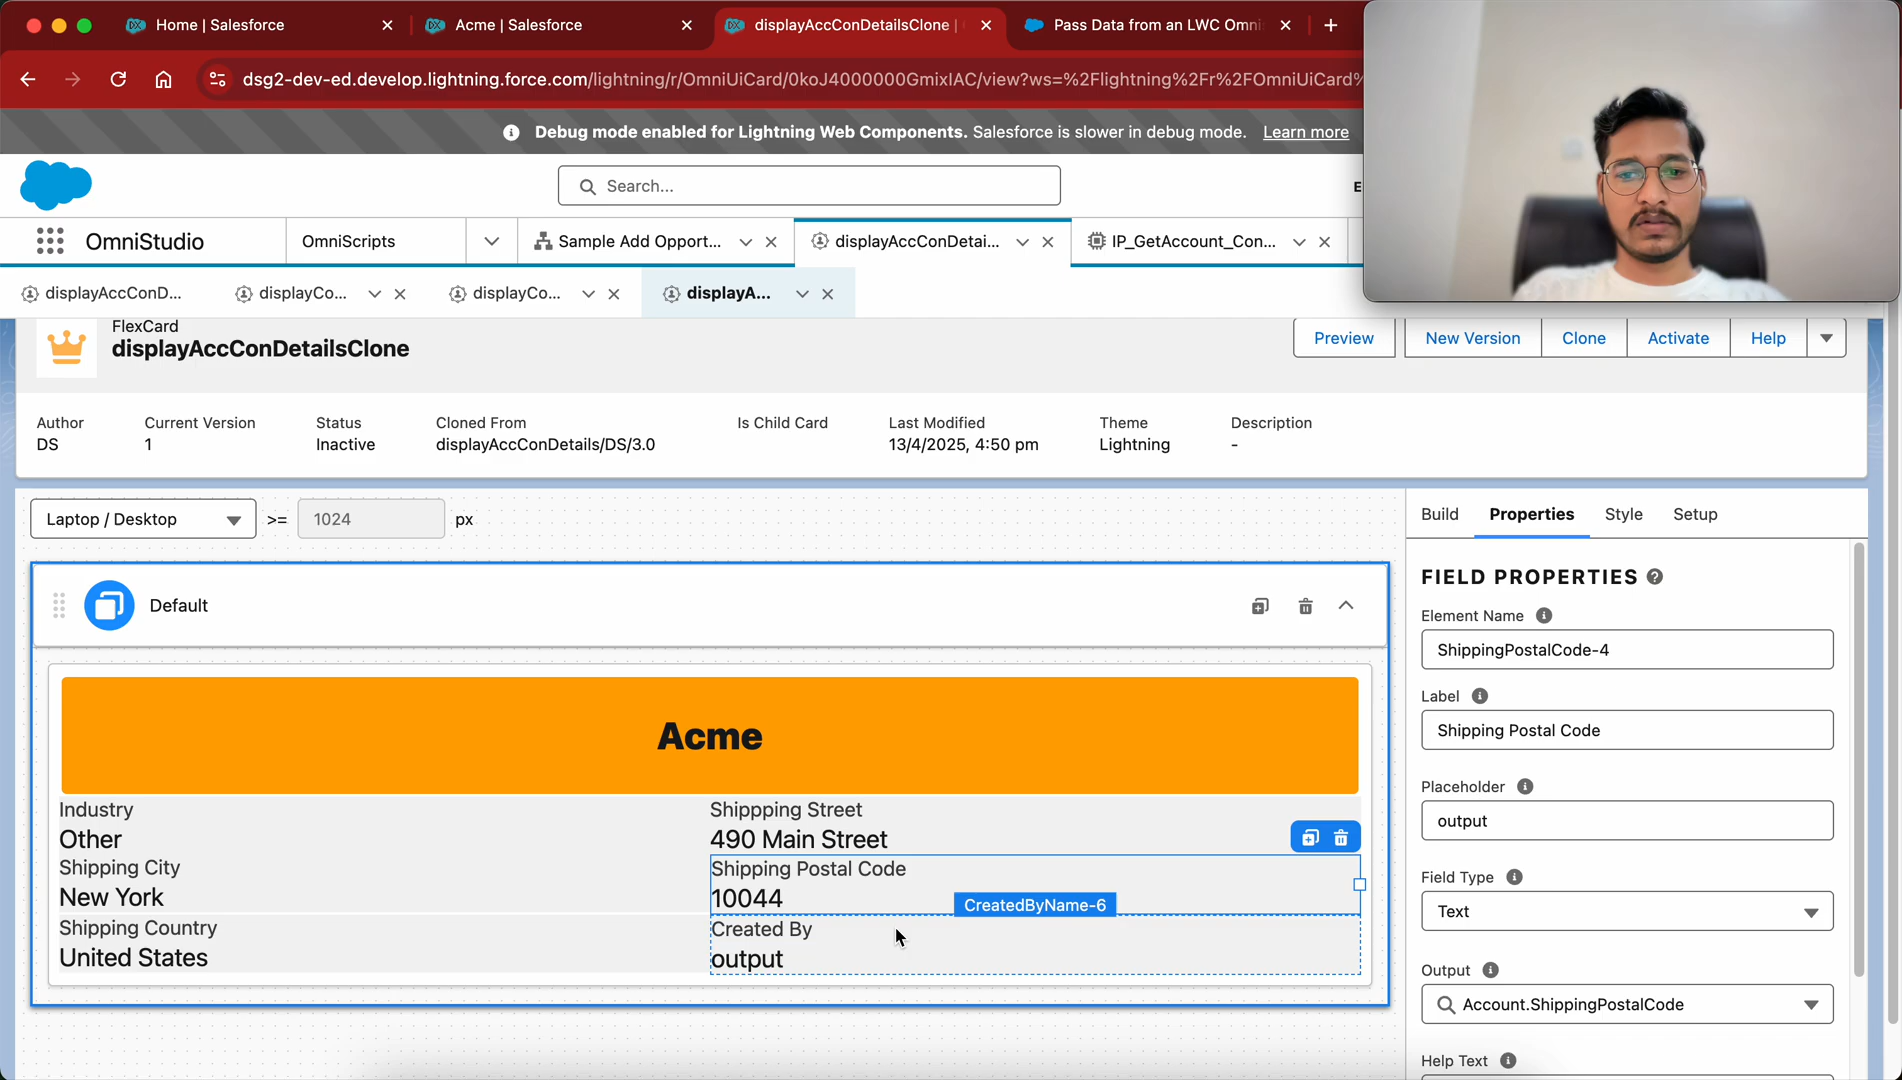 Home | Salesforce
Acme | Salesforce
displayAccConDetailsClone |
Pass Data from an LWC Omni
dsg2-dev-ed.develop.lightning.force.com/lightning/r/OmniUiCard/0koJ4000000GmixIAC/view?ws=%2Flightning%2Fr%2FOmniUiCard%
Debug mode enabled for Lightning Web Components. Salesforce is slower in debug mode. Learn more
Search...
E
OmniStudio
OmniScripts
Sample Add Opport...
displayAccConDetai...
IP_GetAccount_Con...
displayAccConD...
displayCo...
displayCo...
displayA...
FlexCard
displayAccConDetailsClone
Preview
New Version
Clone
Activate
Help
Author
Current Version
Status
Cloned From
Is Child Card
Last Modified
Theme
Description
DS
1
Inactive
displayAccConDetails/DS/3.0
13/4/2025, 4:50 pm
Lightning
-
Laptop / Desktop
>=
1024
px
Build
Properties
Style
Setup
Default
Acme
Industry
Other
Shippping Street
490 Main Street
Shipping City
New York
Shipping Postal Code
10044
CreatedByName-6
Shipping Country
United States
Created By
output
FIELD PROPERTIES
Element Name
ShippingPostalCode-4
Label
Shipping Postal Code
Placeholder
output
Field Type
Text
Output
Account.ShippingPostalCode
Help Text